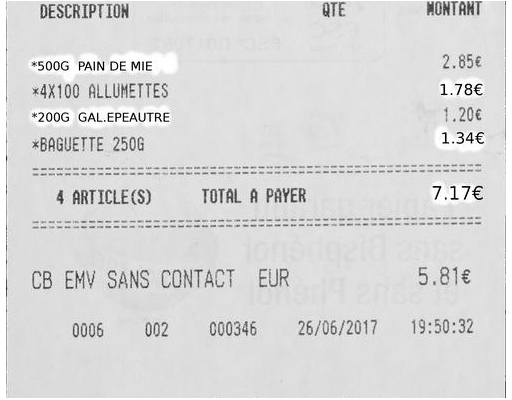 DESCRIPTION QTE MONTANT
*500G PAIN DE MIE 2.85€
*4X100 ALLUMETTES 1.78€
*200G GAL.EPEAUTRE 1.20€
*BAGUETTE 250G 1.34€
4 ARTICLE(S) TOTAL A PAYER 7.17€
CB EMV SANS CONTACT EUR 5.81€
0006 002 000346 26/06/2017 19:50:32